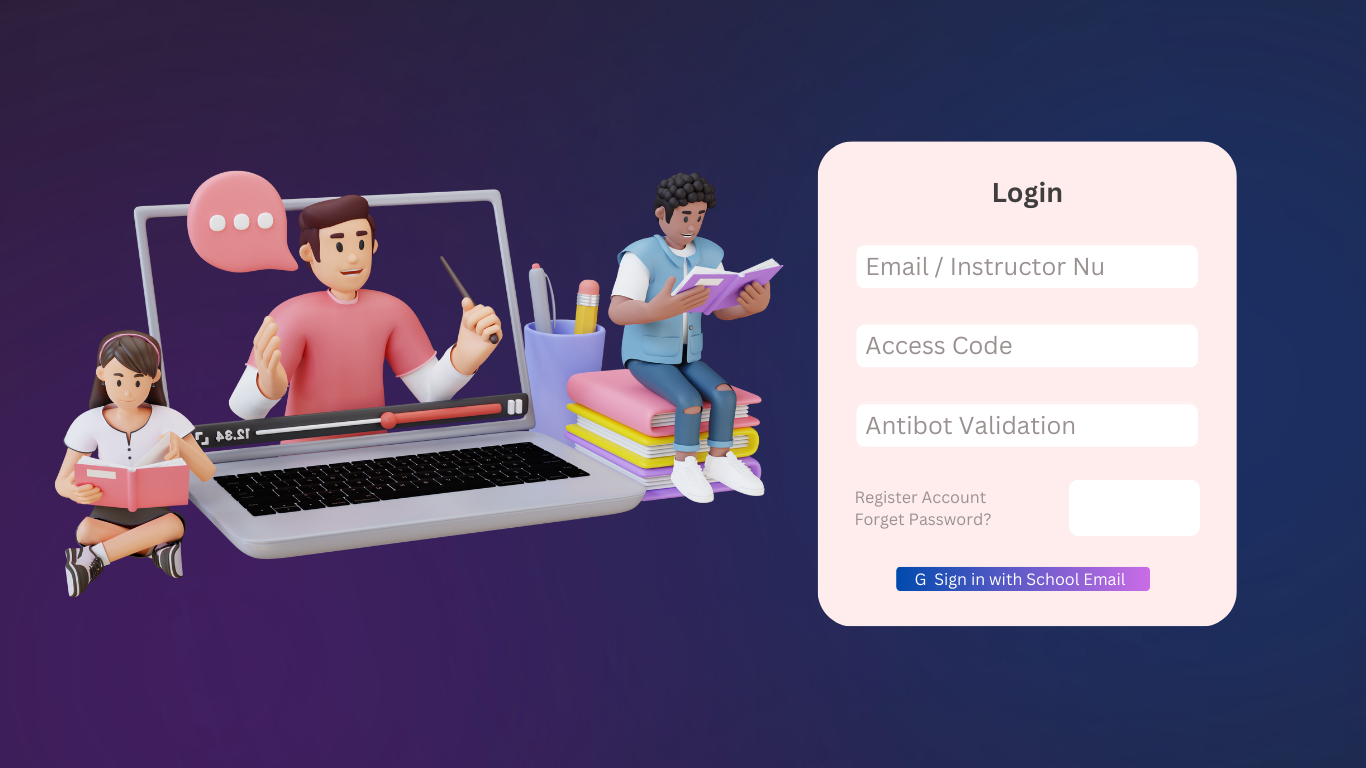 Login
Email / Instructor Nu
Access Code
Antibot Validation
Register Account
Forget Password?
G Sign in with School Email
12.34